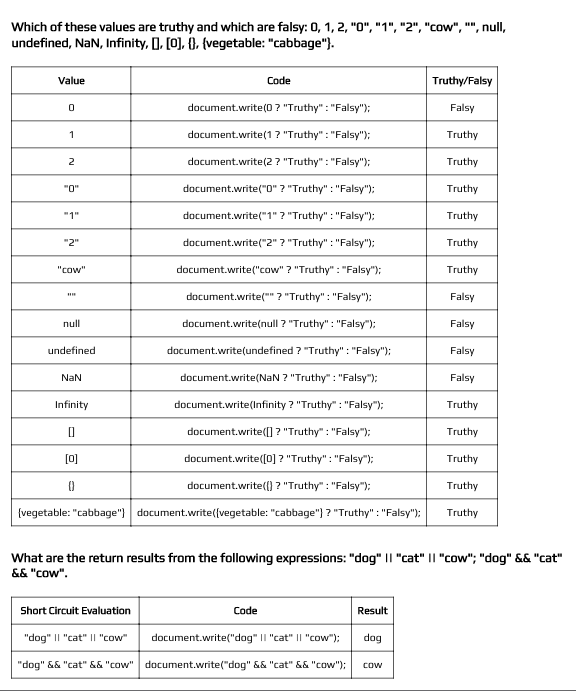 Which of these values are truthy and which are falsy: 0, 1, 2, "0", "1", "2", "cow", "", null,
undefined, NaN, Infinity, [], [0], {}, {vegetable: "cabbage"}.
Value Code Truthy/Falsy
0 document.write(0 ? "Truthy" : "Falsy"); Falsy
1 document.write(1 ? "Truthy" : "Falsy"); Truthy
2 document.write(2 ? "Truthy" : "Falsy"); Truthy
"0" document.write("0" ? "Truthy" : "Falsy"); Truthy
"1" document.write("1" ? "Truthy" : "Falsy"); Truthy
"2" document.write("2" ? "Truthy" : "Falsy"); Truthy
"cow" document.write("cow" ? "Truthy" : "Falsy"); Truthy
"" document.write("" ? "Truthy" : "Falsy"); Falsy
null document.write(null ? "Truthy" : "Falsy"); Falsy
undefined document.write(undefined ? "Truthy" : "Falsy"); Falsy
NaN document.write(NaN ? "Truthy" : "Falsy"); Falsy
Infinity document.write(Infinity ? "Truthy" : "Falsy"); Truthy
[] document.write([] ? "Truthy" : "Falsy"); Truthy
[0] document.write([0] ? "Truthy" : "Falsy"); Truthy
{} document.write({} ? "Truthy" : "Falsy"); Truthy
{vegetable: "cabbage"} document.write({vegetable: "cabbage"} ? "Truthy" : "Falsy"); Truthy
What are the return results from the following expressions: "dog" || "cat" || "cow"; "dog" && "cat"
&& "cow".
Short Circuit Evaluation Code Result
"dog" || "cat" || "cow" document.write("dog" || "cat" || "cow"); dog
"dog" && "cat" && "cow" document.write("dog" && "cat" && "cow"); cow